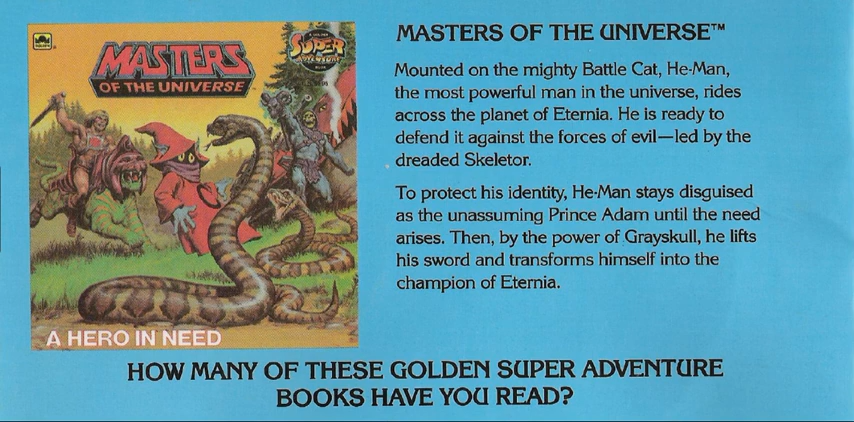 MASTERS
OF THE UNIVERSE
SUPER
ADVENTURE
A HERO IN NEED
MASTERS OF THE UNIVERSE™
Mounted on the mighty Battle Cat, He-Man,
the most powerful man in the universe, rides
across the planet of Eternia. He is ready to
defend it against the forces of evil—led by the
dreaded Skeletor.
To protect his identity, He-Man stays disguised
as the unassuming Prince Adam until the need
arises. Then, by the power of Grayskull, he lifts
his sword and transforms himself into the
champion of Eternia.
HOW MANY OF THESE GOLDEN SUPER ADVENTURE
BOOKS HAVE YOU READ?